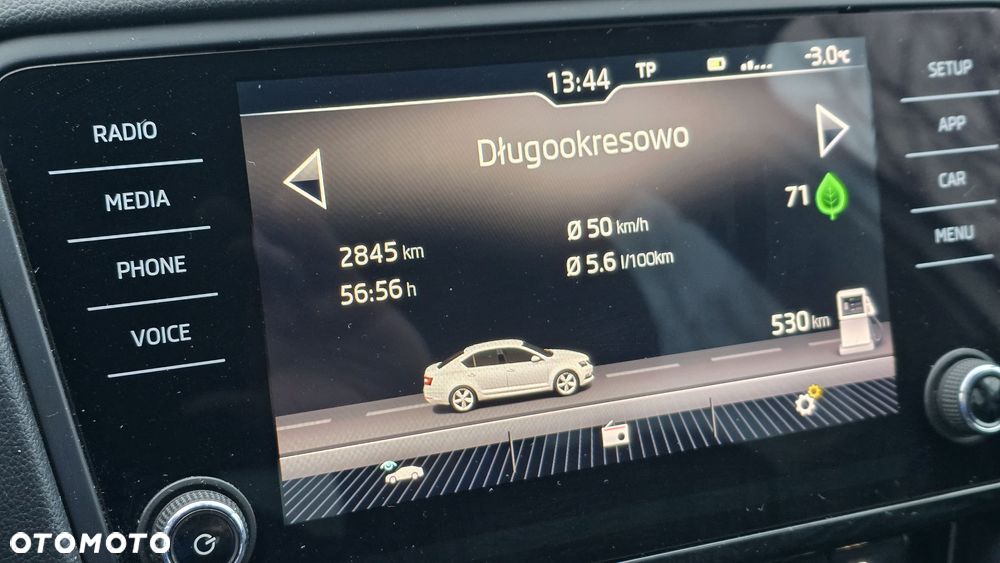 13:44 TP -3.0°C
RADIO
MEDIA
PHONE
VOICE
Długookresowo
71
2845 km
56:56 h
Ø 50 km/h
Ø 5.6 l/100km
530 km
SETUP
APP
CAR
MENU
OTOMOTO